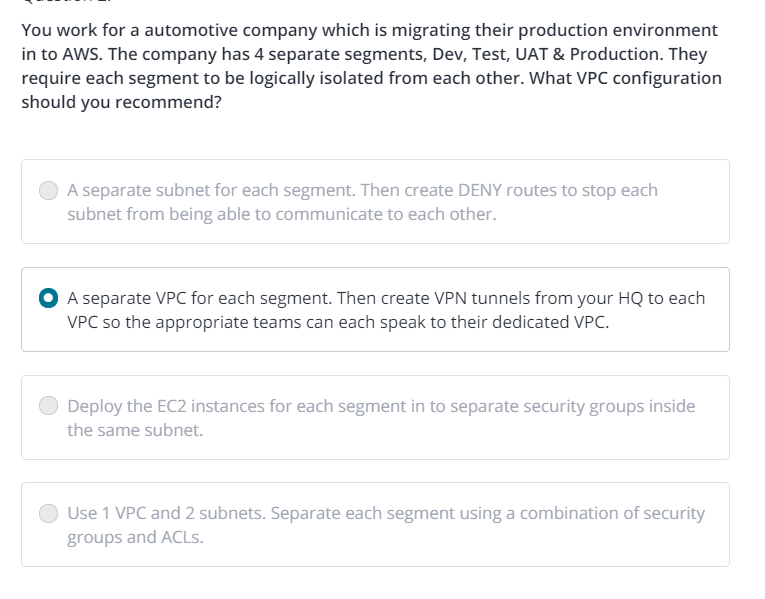 You work for a automotive company which is migrating their production environment
in to AWS. The company has 4 separate segments, Dev, Test, UAT & Production. They
require each segment to be logically isolated from each other. What VPC configuration
should you recommend?
A separate subnet for each segment. Then create DENY routes to stop each
subnet from being able to communicate to each other.
A separate VPC for each segment. Then create VPN tunnels from your HQ to each
VPC so the appropriate teams can each speak to their dedicated VPC.
Deploy the EC2 instances for each segment in to separate security groups inside
the same subnet.
Use 1 VPC and 2 subnets. Separate each segment using a combination of security
groups and ACLs.